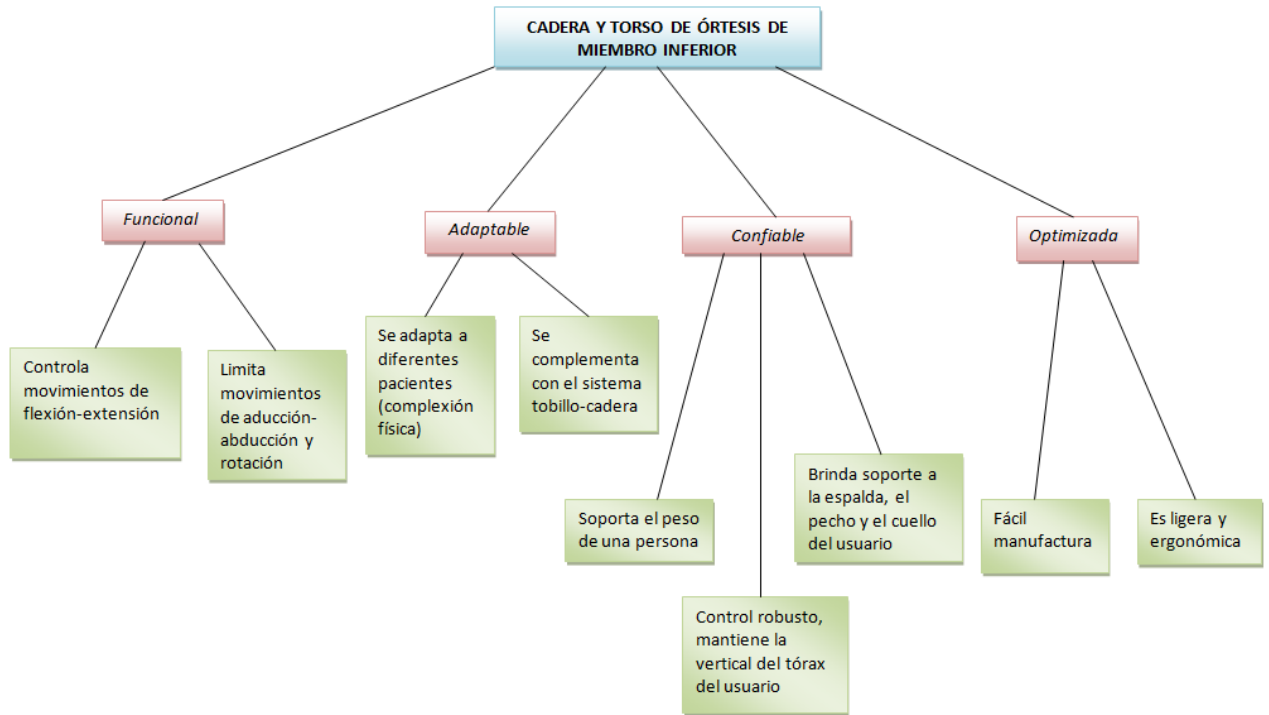 CADERA Y TORSO DE ÓRTESIS DE
MIEMBRO INFERIOR
Funcional
Adaptable
Confiable
Optimizada
Controla
movimientos de
flexión-extensión
Limita
movimientos
de aducción-
abducción y
rotación
Se adapta a
diferentes
pacientes
(complexión
física)
Se
complementa
con el sistema
tobillo-cadera
Soporta el peso
de una persona
Control robusto,
mantiene la
vertical del tórax
del usuario
Brinda soporte a
la espalda, el
pecho y el cuello
del usuario
Fácil
manufactura
Es ligera y
ergonómica